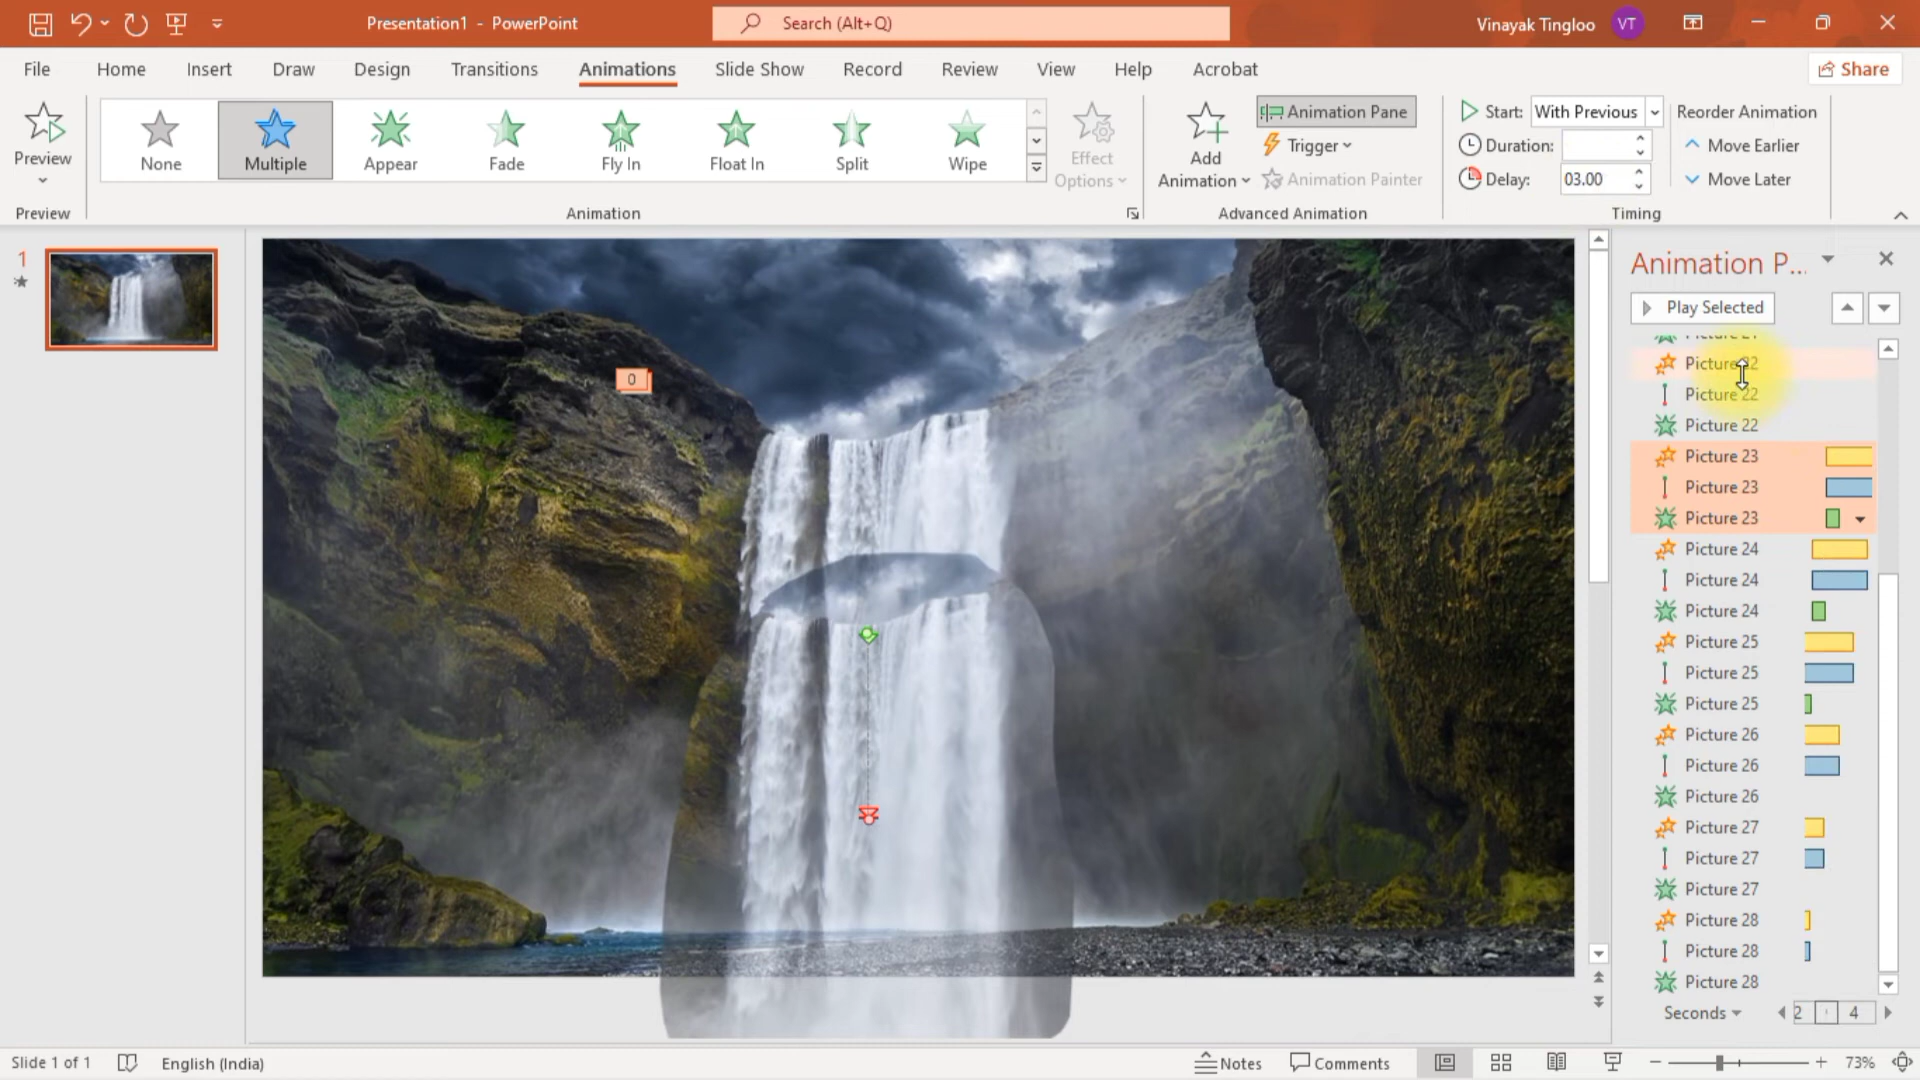 Presentation1 - PowerPoint
Search (Alt+Q)
Vinayak Tingloo
VT
File
Home
Insert
Draw
Design
Transitions
Animations
Slide Show
Record
Review
View
Help
Acrobat
Share
Preview
None
Multiple
Appear
Fade
Fly In
Float In
Split
Wipe
Effect
Options
Add
Animation
Animation Pane
Trigger
Animation Painter
Start: With Previous
Duration:
Delay: 03.00
Reorder Animation
Move Earlier
Move Later
Preview
Animation
Advanced Animation
Timing
1
0
Animation P...
Play Selected
Picture 22
Picture 22
Picture 22
Picture 23
Picture 23
Picture 23
Picture 24
Picture 24
Picture 24
Picture 25
Picture 25
Picture 25
Picture 26
Picture 26
Picture 26
Picture 27
Picture 27
Picture 27
Picture 28
Picture 28
Picture 28
Seconds
2
4
Slide 1 of 1
English (India)
Notes
Comments
73%